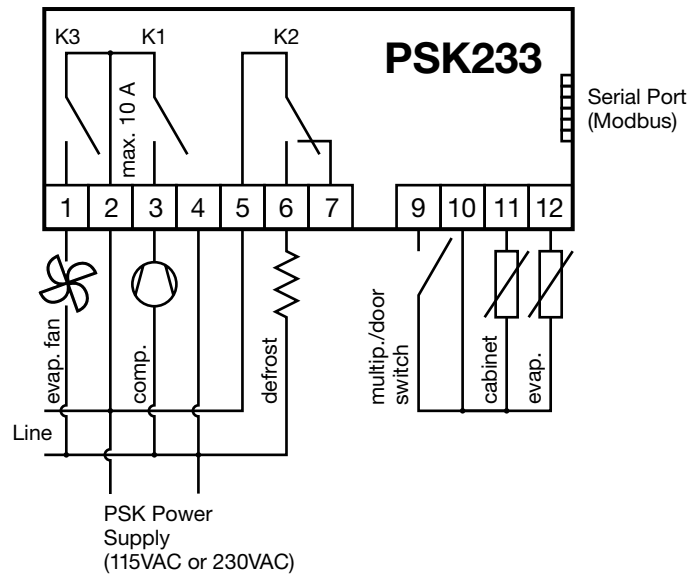 K3
K1
K2
PSK233
max. 10 A
Serial Port
(Modbus)
1 2 3 4 5 6 7 9 10 11 12
evap. fan
comp.
defrost
multip./door
switch
cabinet
evap.
Line
PSK Power
Supply
(115VAC or 230VAC)